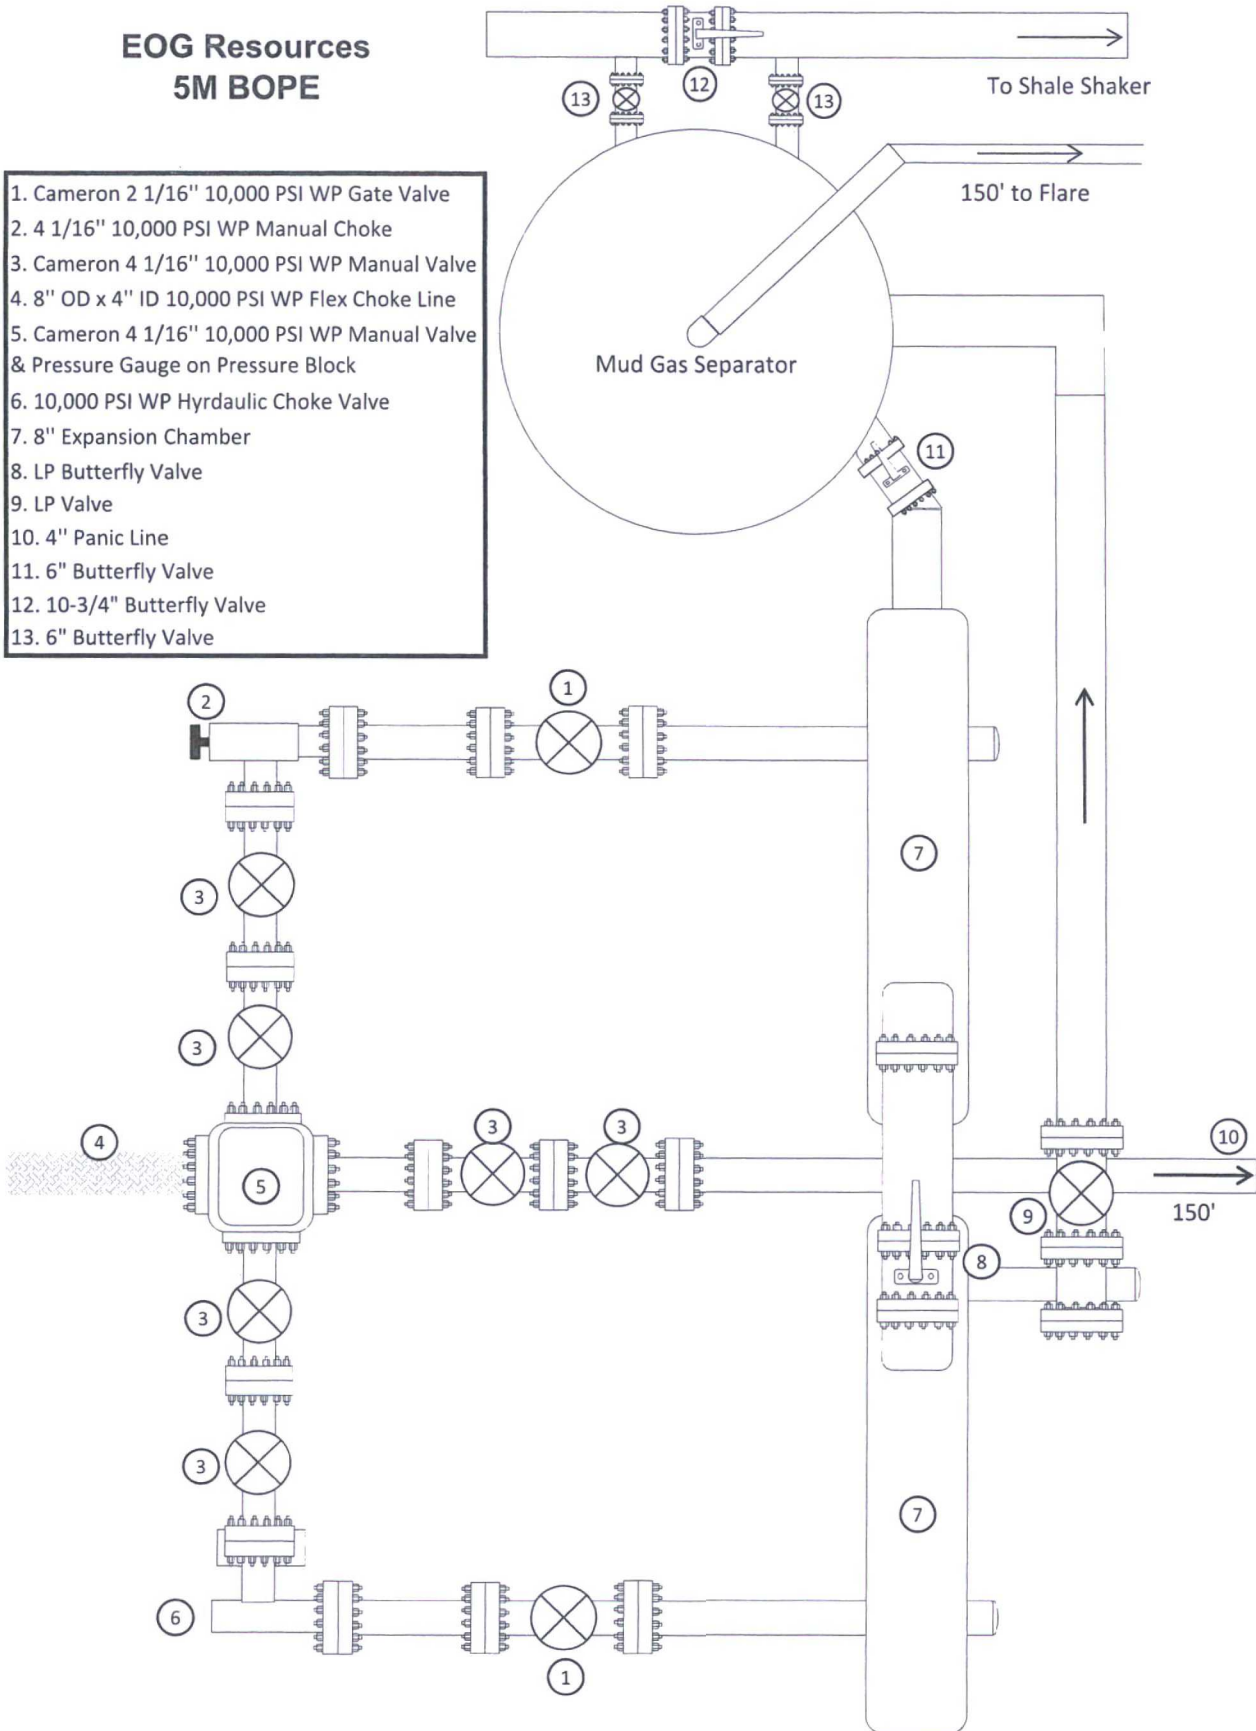 EOG Resources
5M BOPE
12
13
13
To Shale Shaker
150' to Flare
1. Cameron 2 1/16" 10,000 PSI WP Gate Valve
2. 4 1/16" 10,000 PSI WP Manual Choke
3. Cameron 4 1/16" 10,000 PSI WP Manual Valve
4. 8" OD x 4" ID 10,000 PSI WP Flex Choke Line
5. Cameron 4 1/16" 10,000 PSI WP Manual Valve
& Pressure Gauge on Pressure Block
6. 10,000 PSI WP Hyrdaulic Choke Valve
7. 8" Expansion Chamber
8. LP Butterfly Valve
9. LP Valve
10. 4" Panic Line
11. 6" Butterfly Valve
12. 10-3/4" Butterfly Valve
13. 6" Butterfly Valve
Mud Gas Separator
11
2
1
7
3
3
4
5
3
3
10
150'
9
8
3
3
7
6
1